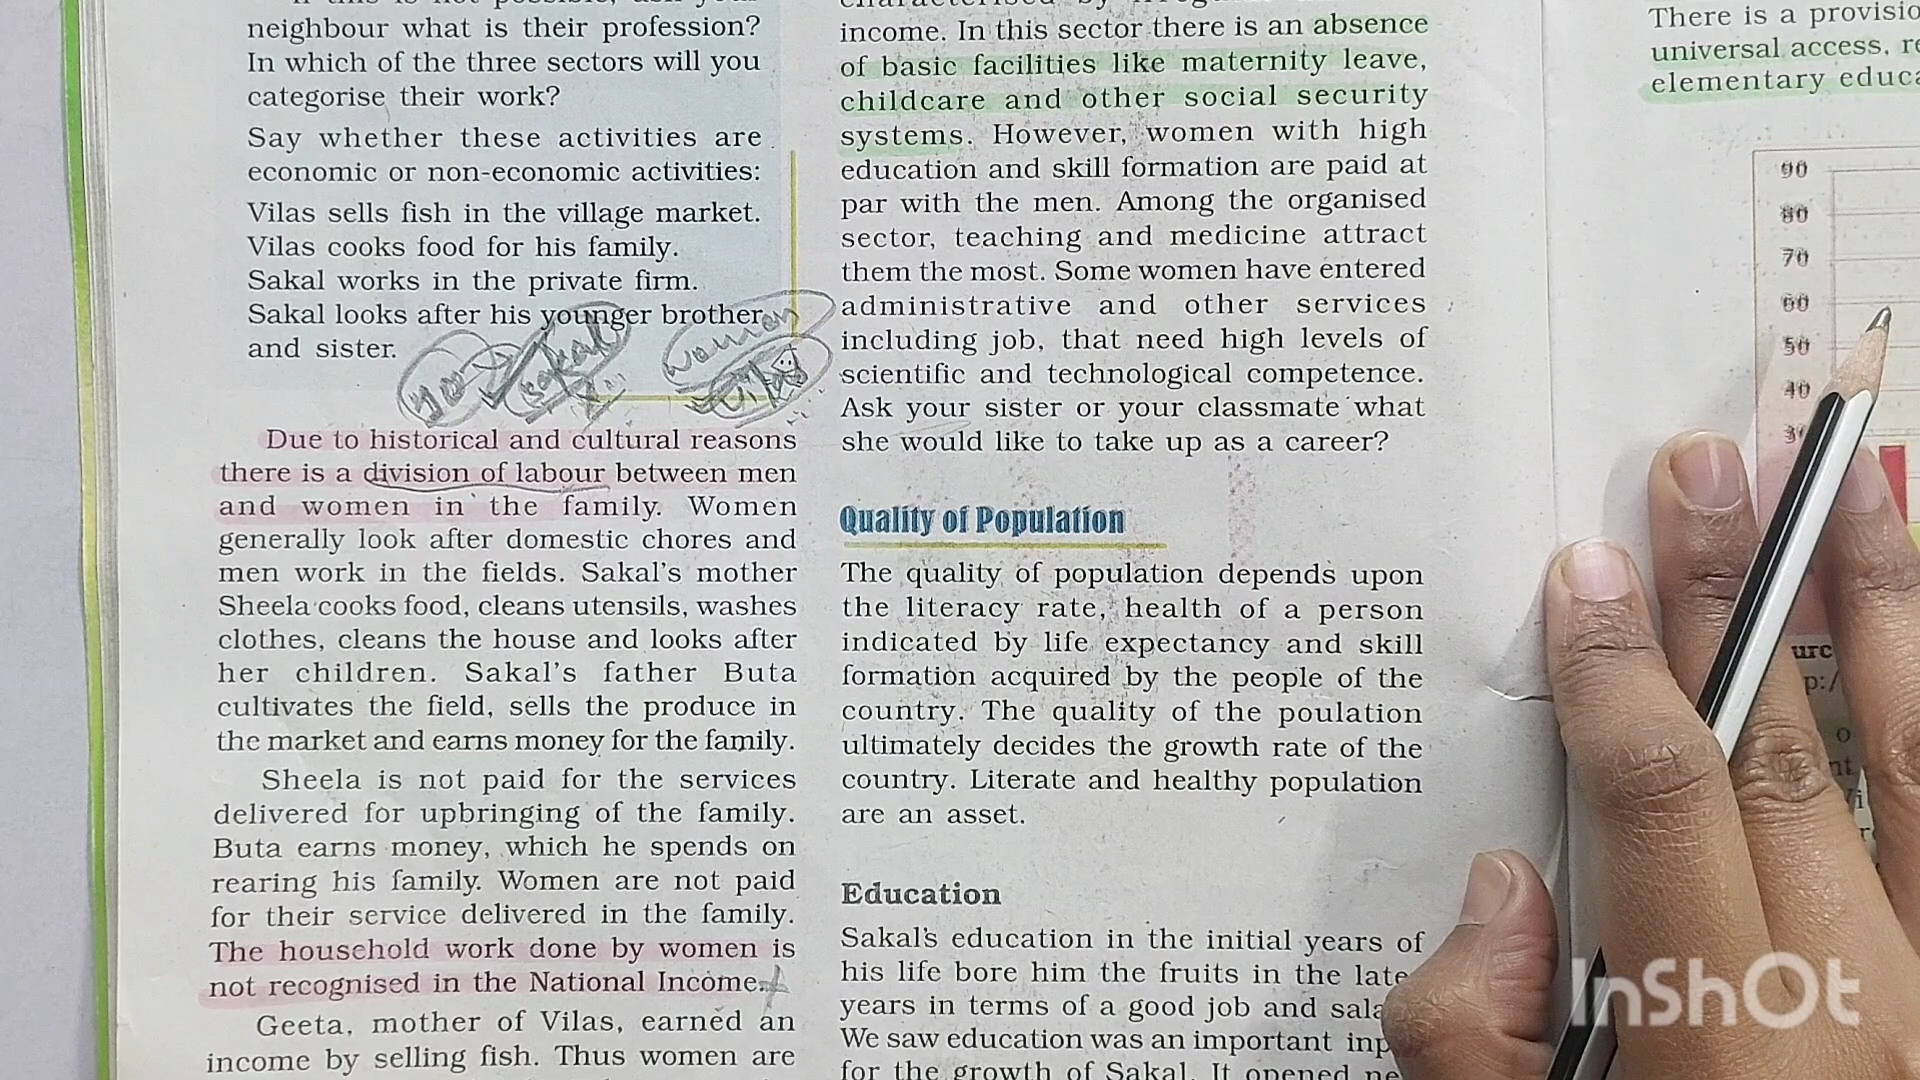 neighbour what is their profession?
In which of the three sectors will you
categorise their work?
Say whether these activities are
economic or non-economic activities:
Vilas sells fish in the village market.
Vilas cooks food for his family.
Sakal works in the private firm.
Sakal looks after his younger brother
and sister.
sakal
women
Due to historical and cultural reasons
there is a division of labour between men
and women in the family. Women
generally look after domestic chores and
men work in the fields. Sakal's mother
Sheela cooks food, cleans utensils, washes
clothes, cleans the house and looks after
her children. Sakal's father Buta
cultivates the field, sells the produce in
the market and earns money for the family.
Sheela is not paid for the services
delivered for upbringing of the family.
Buta earns money, which he spends on
rearing his family. Women are not paid
for their service delivered in the family.
The household work done by women is
not recognised in the National Income.
Geeta, mother of Vilas, earned an
income by selling fish. Thus women are
income. In this sector there is an absence
of basic facilities like maternity leave,
childcare and other social security
systems. However, women with high
education and skill formation are paid at
par with the men. Among the organised
sector, teaching and medicine attract
them the most. Some women have entered
administrative and other services
including job, that need high levels of
scientific and technological competence.
Ask your sister or your classmate what
she would like to take up as a career?
Quality of Population
The quality of population depends upon
the literacy rate, health of a person
indicated by life expectancy and skill
formation acquired by the people of the
country. The quality of the poulation
ultimately decides the growth rate of the
country. Literate and healthy population
are an asset.
Education
Sakal's education in the initial years of
his life bore him the fruits in the late
years in terms of a good job and sala
We saw education was an important inp
for the growth of Sakal. It opened ne
There is a provisio
universal access, re
elementary educa
90
80
70
60
50
40
urc
p:/
InShOt